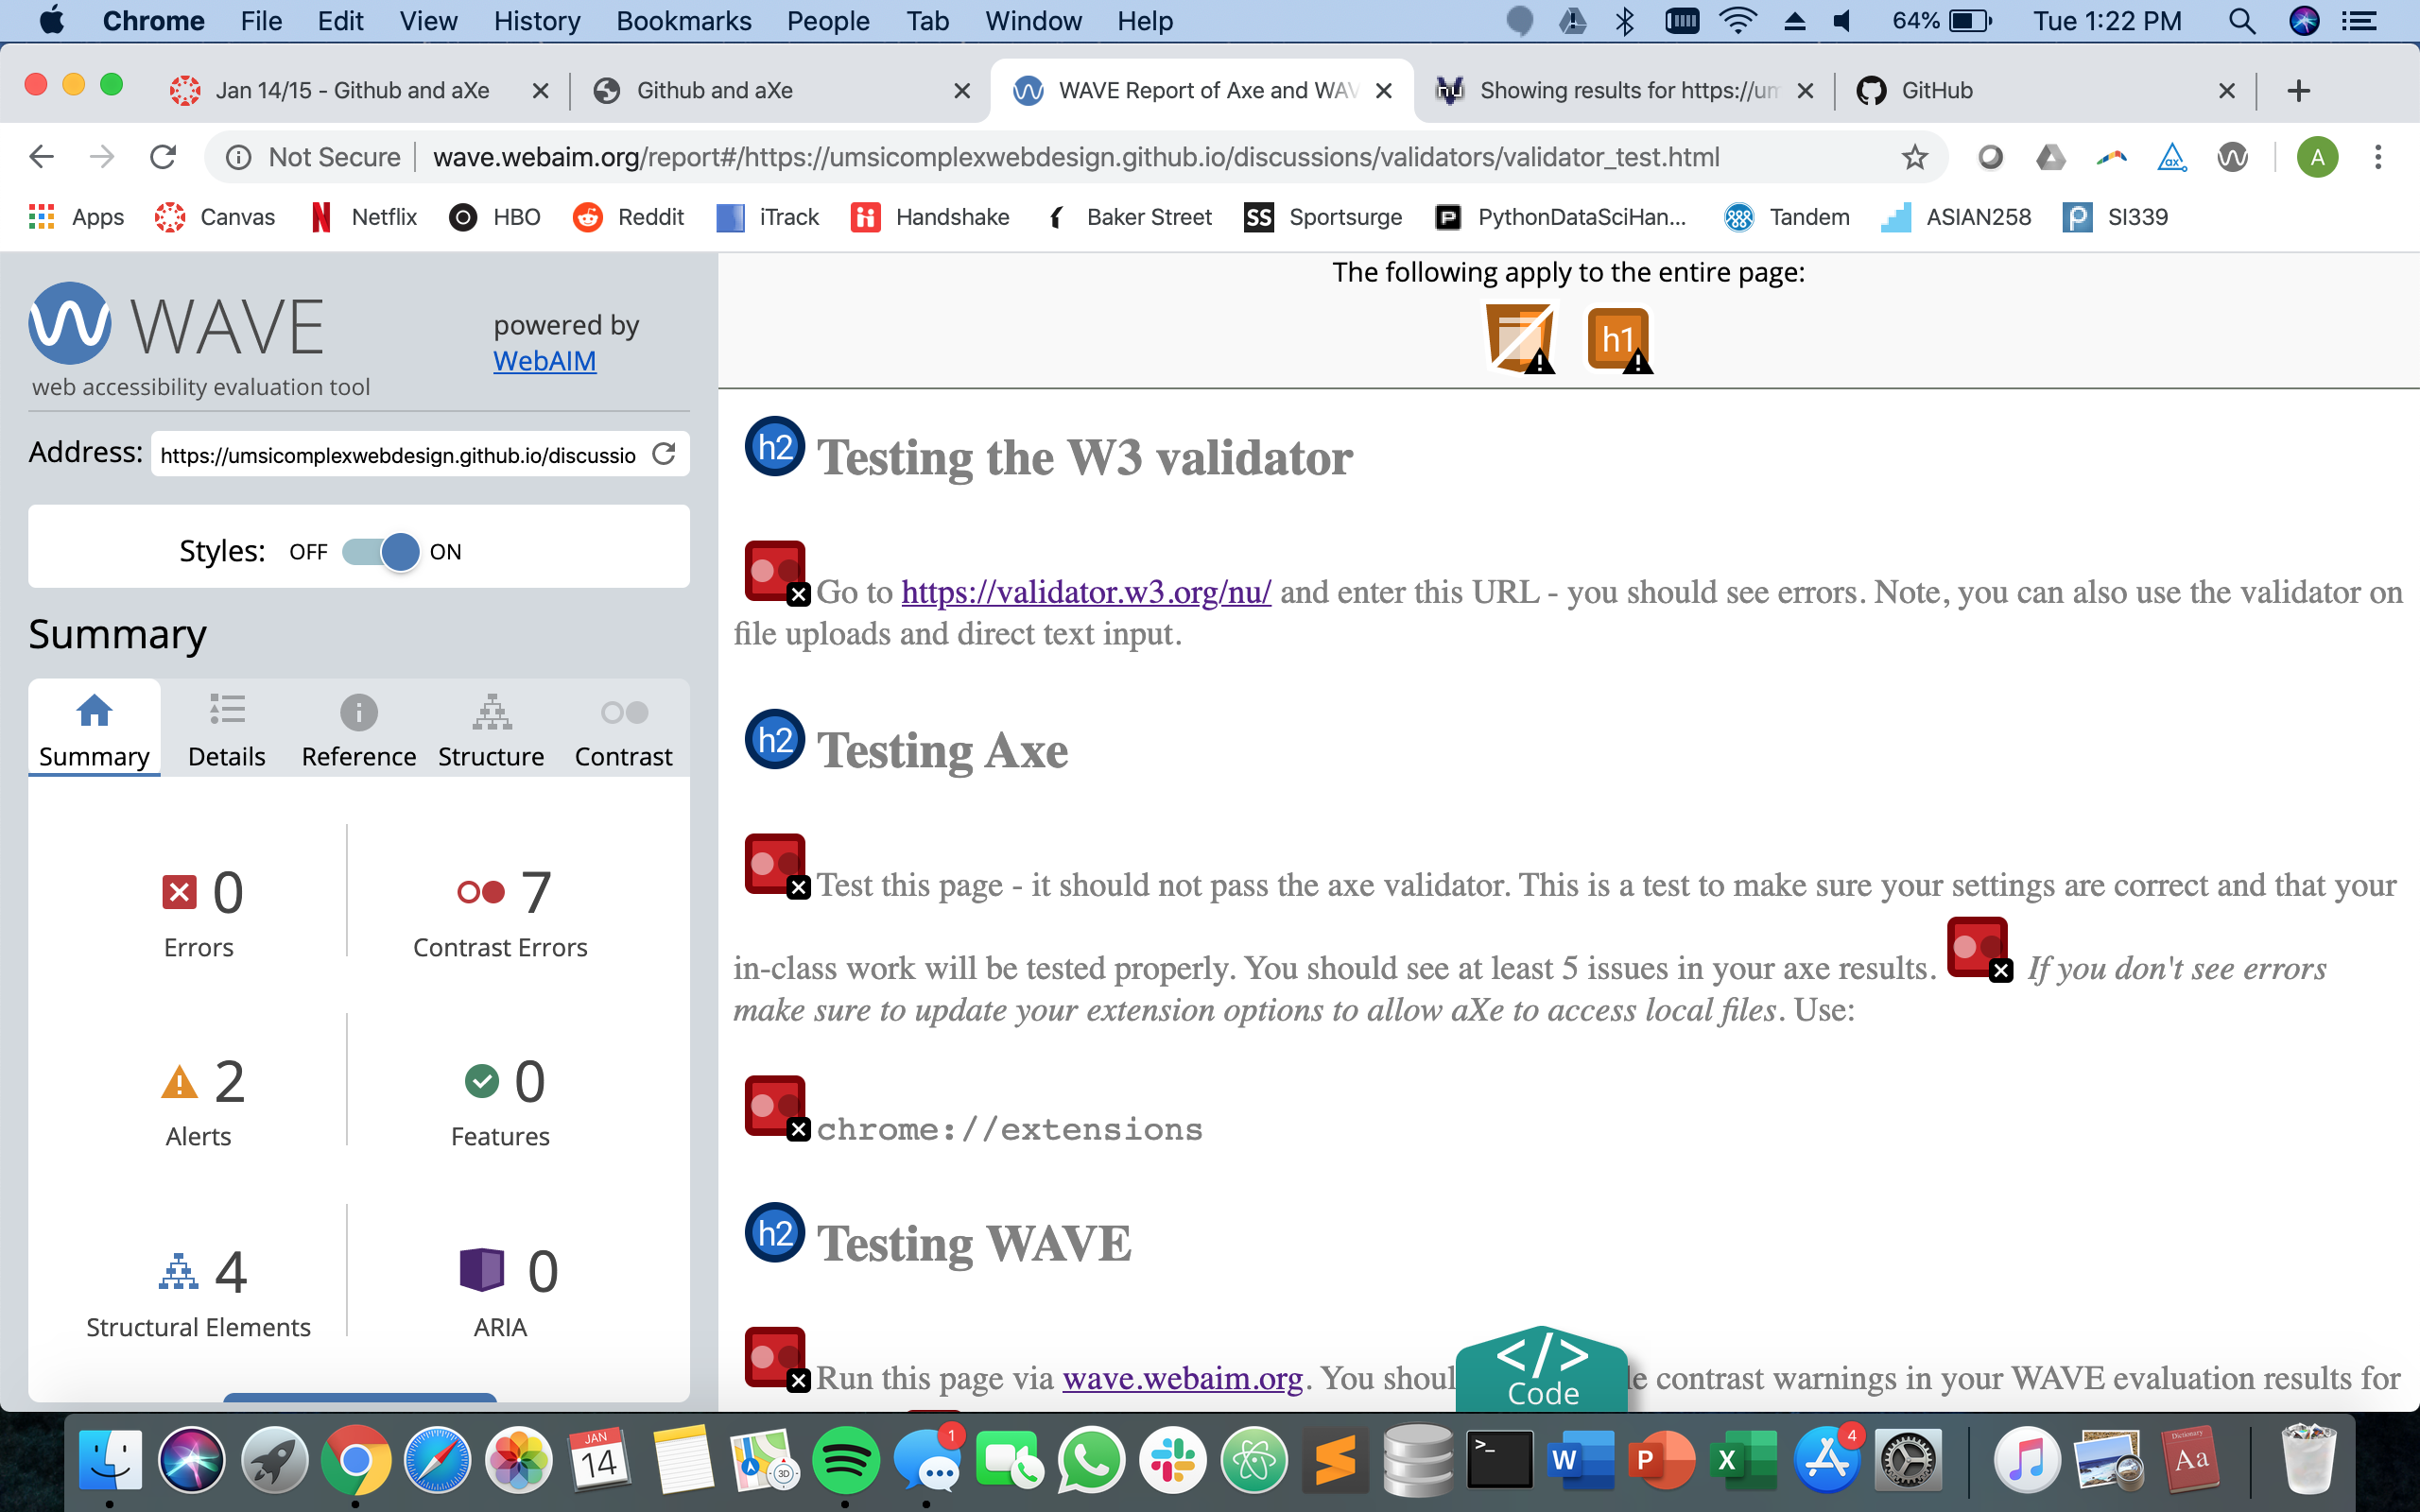 Chrome File Edit View History Bookmarks People Tab Window Help 64% Tue 1:22 PM
Jan 14/15 - Github and aXe Github and aXe WAVE Report of Axe and WAV Showing results for https://um GitHub
Not Secure wave.webaim.org/report#/https://umsicomplexwebdesign.github.io/discussions/validators/validator_test.html ax A
Apps Canvas Netflix HBO Reddit iTrack Handshake Baker Street SS Sportsurge P PythonDataSciHan... Tandem ASIAN258 SI339
WAVE
web accessibility evaluation tool
powered by
WebAIM
Address: https://umsicomplexwebdesign.github.io/discussio
Styles: OFF ON
Summary
Summary Details Reference Structure Contrast
0 7
Errors Contrast Errors
2 0
Alerts Features
4 0
Structural Elements ARIA
The following apply to the entire page:
h1
h2 Testing the W3 validator
Go to https://validator.w3.org/nu/ and enter this URL - you should see errors. Note, you can also use the validator on
file uploads and direct text input.
h2 Testing Axe
Test this page - it should not pass the axe validator. This is a test to make sure your settings are correct and that your
in-class work will be tested properly. You should see at least 5 issues in your axe results. If you don't see errors
make sure to update your extension options to allow aXe to access local files. Use:
chrome://extensions
h2 Testing WAVE
Run this page via wave.webaim.org. You shoul le contrast warnings in your WAVE evaluation results for
</>
Code
JAN
14
3D
1
>_
W
P
X
4
Dictionary
Aa